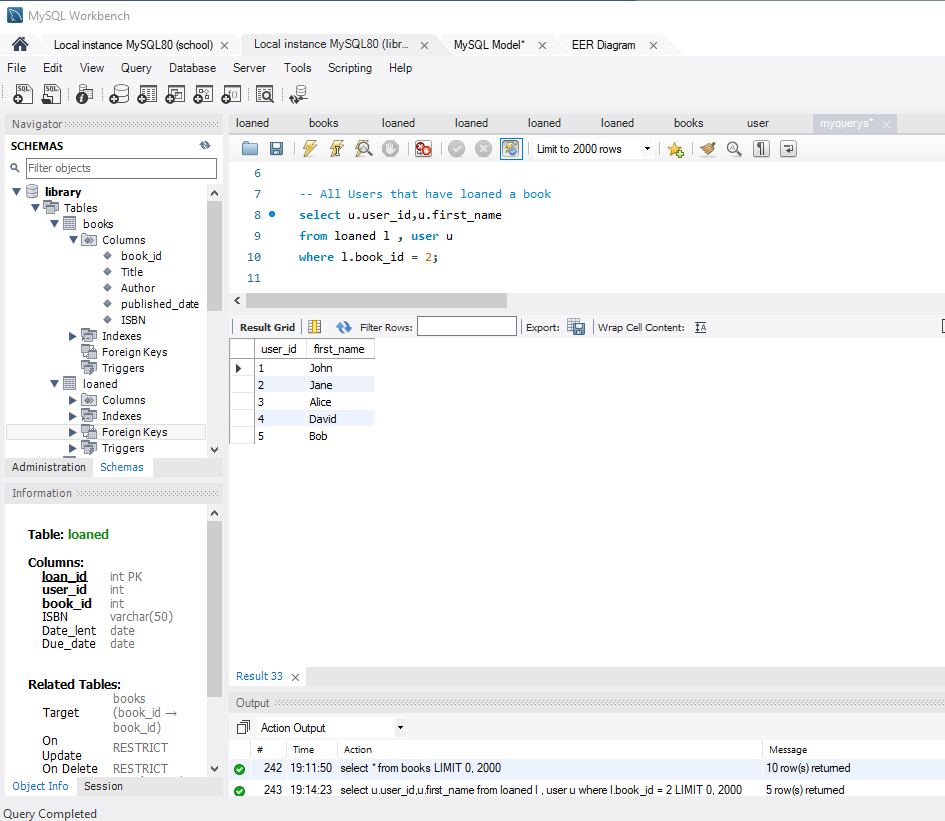 MySQL Workbench
Local instance MySQL80 (school) Local instance MySQL80 (libr... MySQL Model* EER Diagram
File Edit View Query Database Server Tools Scripting Help
Navigator
SCHEMAS
Filter objects
library
Tables
books
Columns
book_id
Title
Author
published_date
ISBN
Indexes
Foreign Keys
Triggers
loaned
Columns
Indexes
Foreign Keys
Triggers
Administration Schemas
Information
Table: loaned
Columns:
loan_id int PK
user_id int
book_id int
ISBN varchar(50)
Date_lent date
Due_date date
Related Tables:
books
Target (book_id →
book_id)
On
Update RESTRICT
On Delete RESTRICT
Object Info Session
loaned books loaned loaned loaned loaned books user myquerys*
Limit to 2000 rows
6
7 -- All Users that have loaned a book
8 select u.user_id,u.first_name
9 from loaned l , user u
10 where l.book_id = 2;
11
Result Grid Filter Rows: Export: Wrap Cell Content:
user_id first_name
1 John
2 Jane
3 Alice
4 David
5 Bob
Result 33
Output
Action Output
# Time Action Message
242 19:11:50 select * from books LIMIT 0, 2000 10 row(s) returned
243 19:14:23 select u.user_id,u.first_name from loaned l , user u where l.book_id = 2 LIMIT 0, 2000 5 row(s) returned
Query Completed